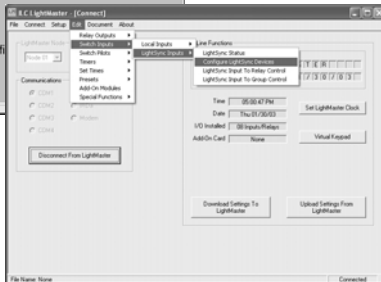 fi
ILC LightMaster - [Connect]
File Connect Setup Edit Document About
LightMaster Node
Node 01
Relay Outputs
Switch Inputs
Switch Pilots
Timers
Set Times
Presets
Add-On Modules
Special Functions
Local Inputs
LightSync Inputs
Line Functions
LightSync Status
Configure LightSync Devices
LightSync Input To Relay Control
LightSync Input To Group Control
Communications
COM1
COM2
COM3
COM4
Modem
Disconnect From LightMaster
Time 05:00:47 PM
Date Thu 01/30/03
I/O Installed 08 Inputs/Relays
Add-On Card None
Set LightMaster Clock
Virtual Keypad
Download Settings To LightMaster
Upload Settings From LightMaster
File Name: None
Connected